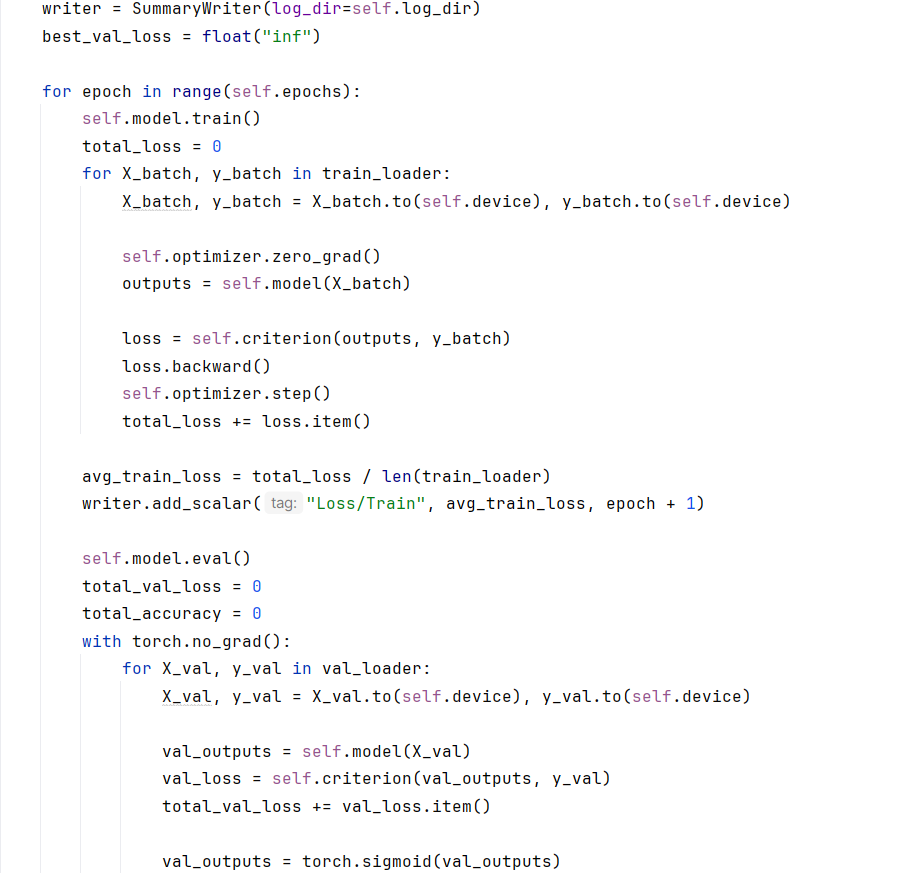 writer = SummaryWriter(log_dir=self.log_dir)
best_val_loss = float("inf")
for epoch in range(self.epochs):
self.model.train()
total_loss = 0
for X_batch, y_batch in train_loader:
X_batch, y_batch = X_batch.to(self.device), y_batch.to(self.device)
self.optimizer.zero_grad()
outputs = self.model(X_batch)
loss = self.criterion(outputs, y_batch)
loss.backward()
self.optimizer.step()
total_loss += loss.item()
avg_train_loss = total_loss / len(train_loader)
writer.add_scalar( tag: "Loss/Train", avg_train_loss, epoch + 1)
self.model.eval()
total_val_loss = 0
total_accuracy = 0
with torch.no_grad():
for X_val, y_val in val_loader:
X_val, y_val = X_val.to(self.device), y_val.to(self.device)
val_outputs = self.model(X_val)
val_loss = self.criterion(val_outputs, y_val)
total_val_loss += val_loss.item()
val_outputs = torch.sigmoid(val_outputs)